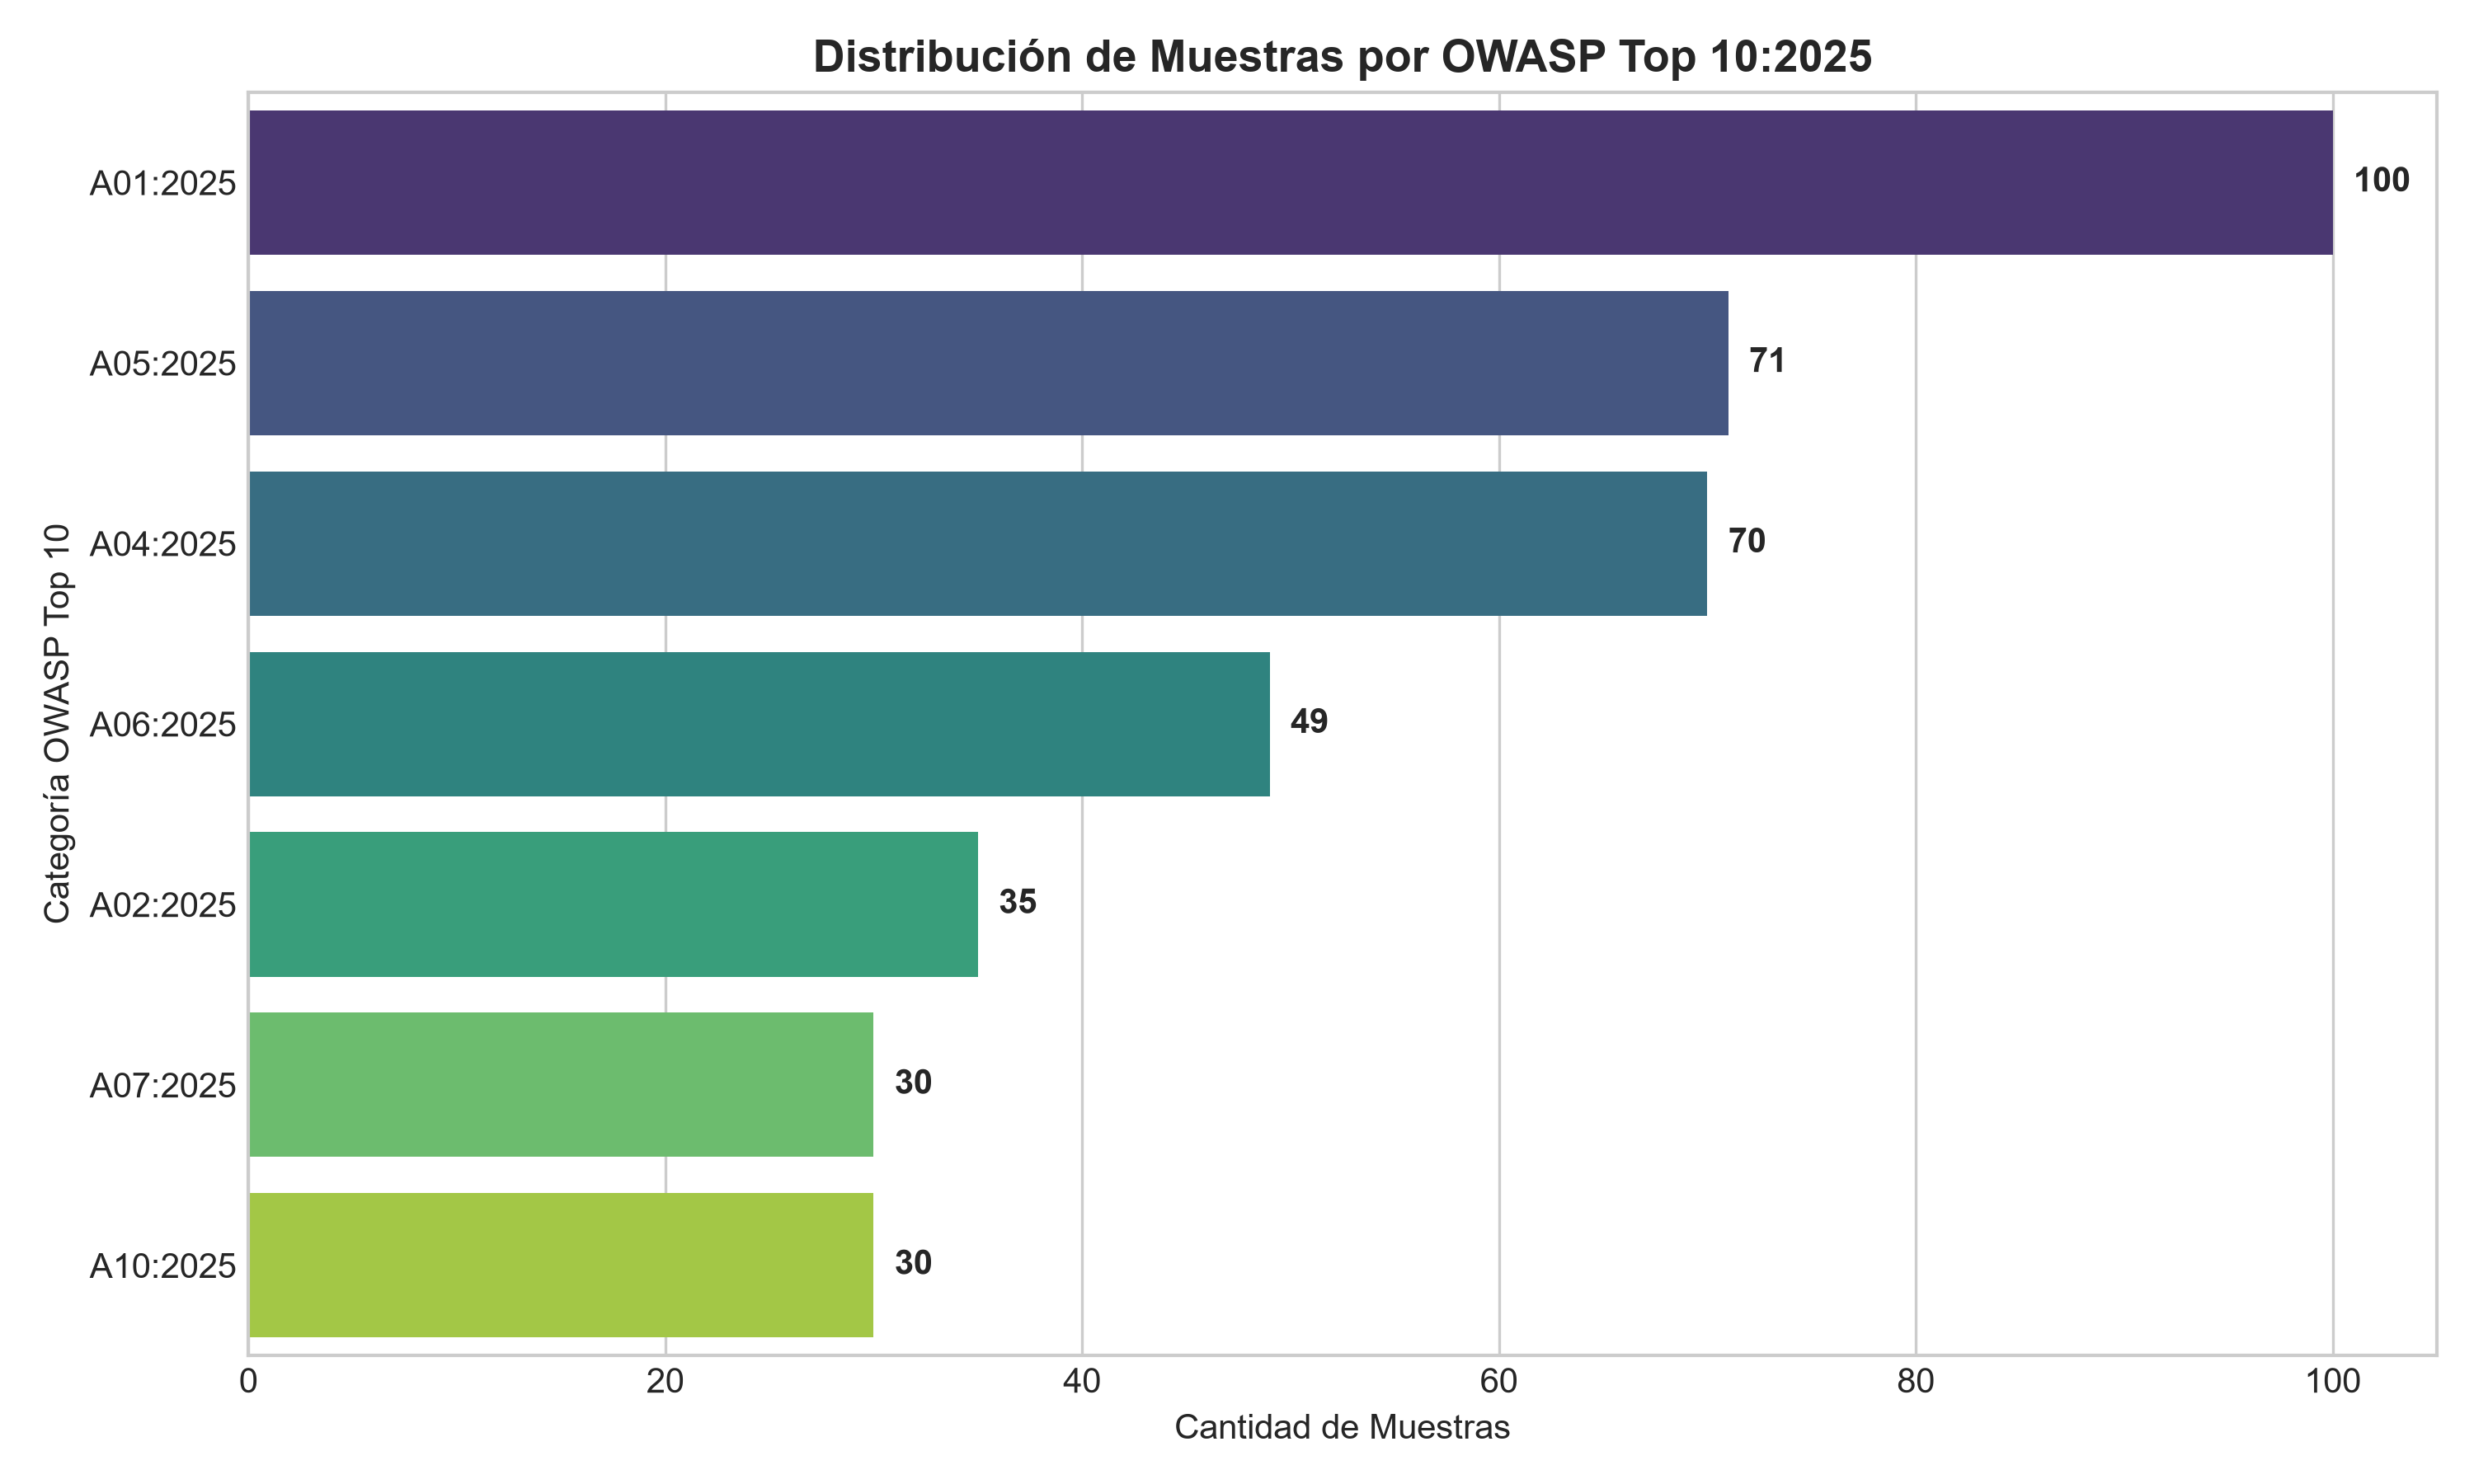 Distribución de Muestras por OWASP Top 10:2025
Categoría OWASP Top 10
A01:2025
100
A05:2025
71
A04:2025
70
A06:2025
49
A02:2025
35
A07:2025
30
A10:2025
30
0
20
40
60
80
100
Cantidad de Muestras